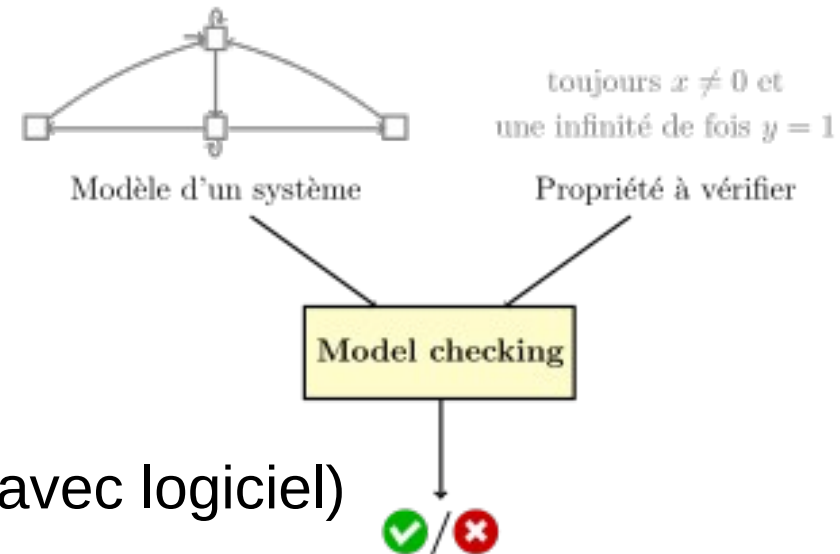 toujours x ≠ 0 et
une infinité de fois y = 1
Modèle d'un système
Propriété à vérifier
Model checking
avec logiciel)
/